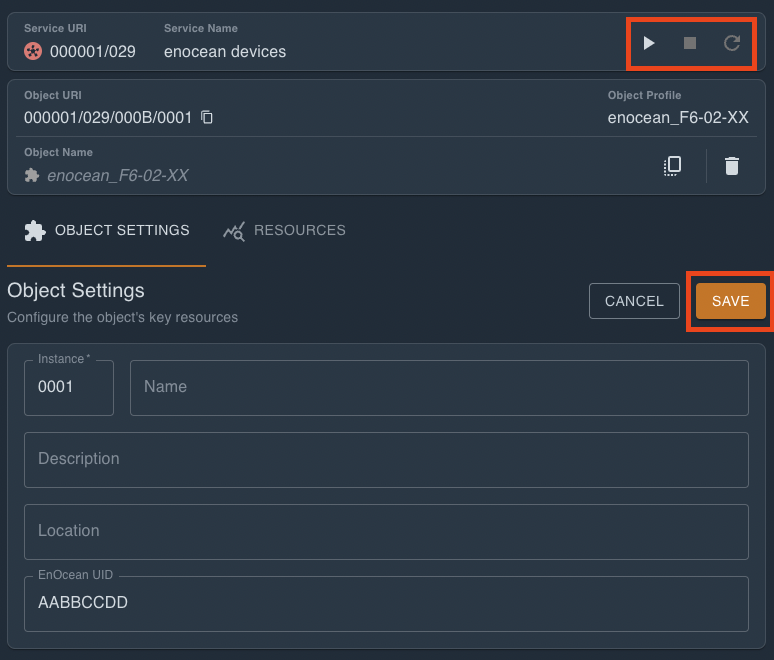 Service URI
Service Name
000001/029
enocean devices
Object URI
Object Profile
000001/029/000B/0001
enocean_F6-02-XX
Object Name
enocean_F6-02-XX
OBJECT SETTINGS
RESOURCES
Object Settings
Configure the object's key resources
CANCEL
SAVE
Instance *
0001
Name
Description
Location
EnOcean UID
AABBCCDD